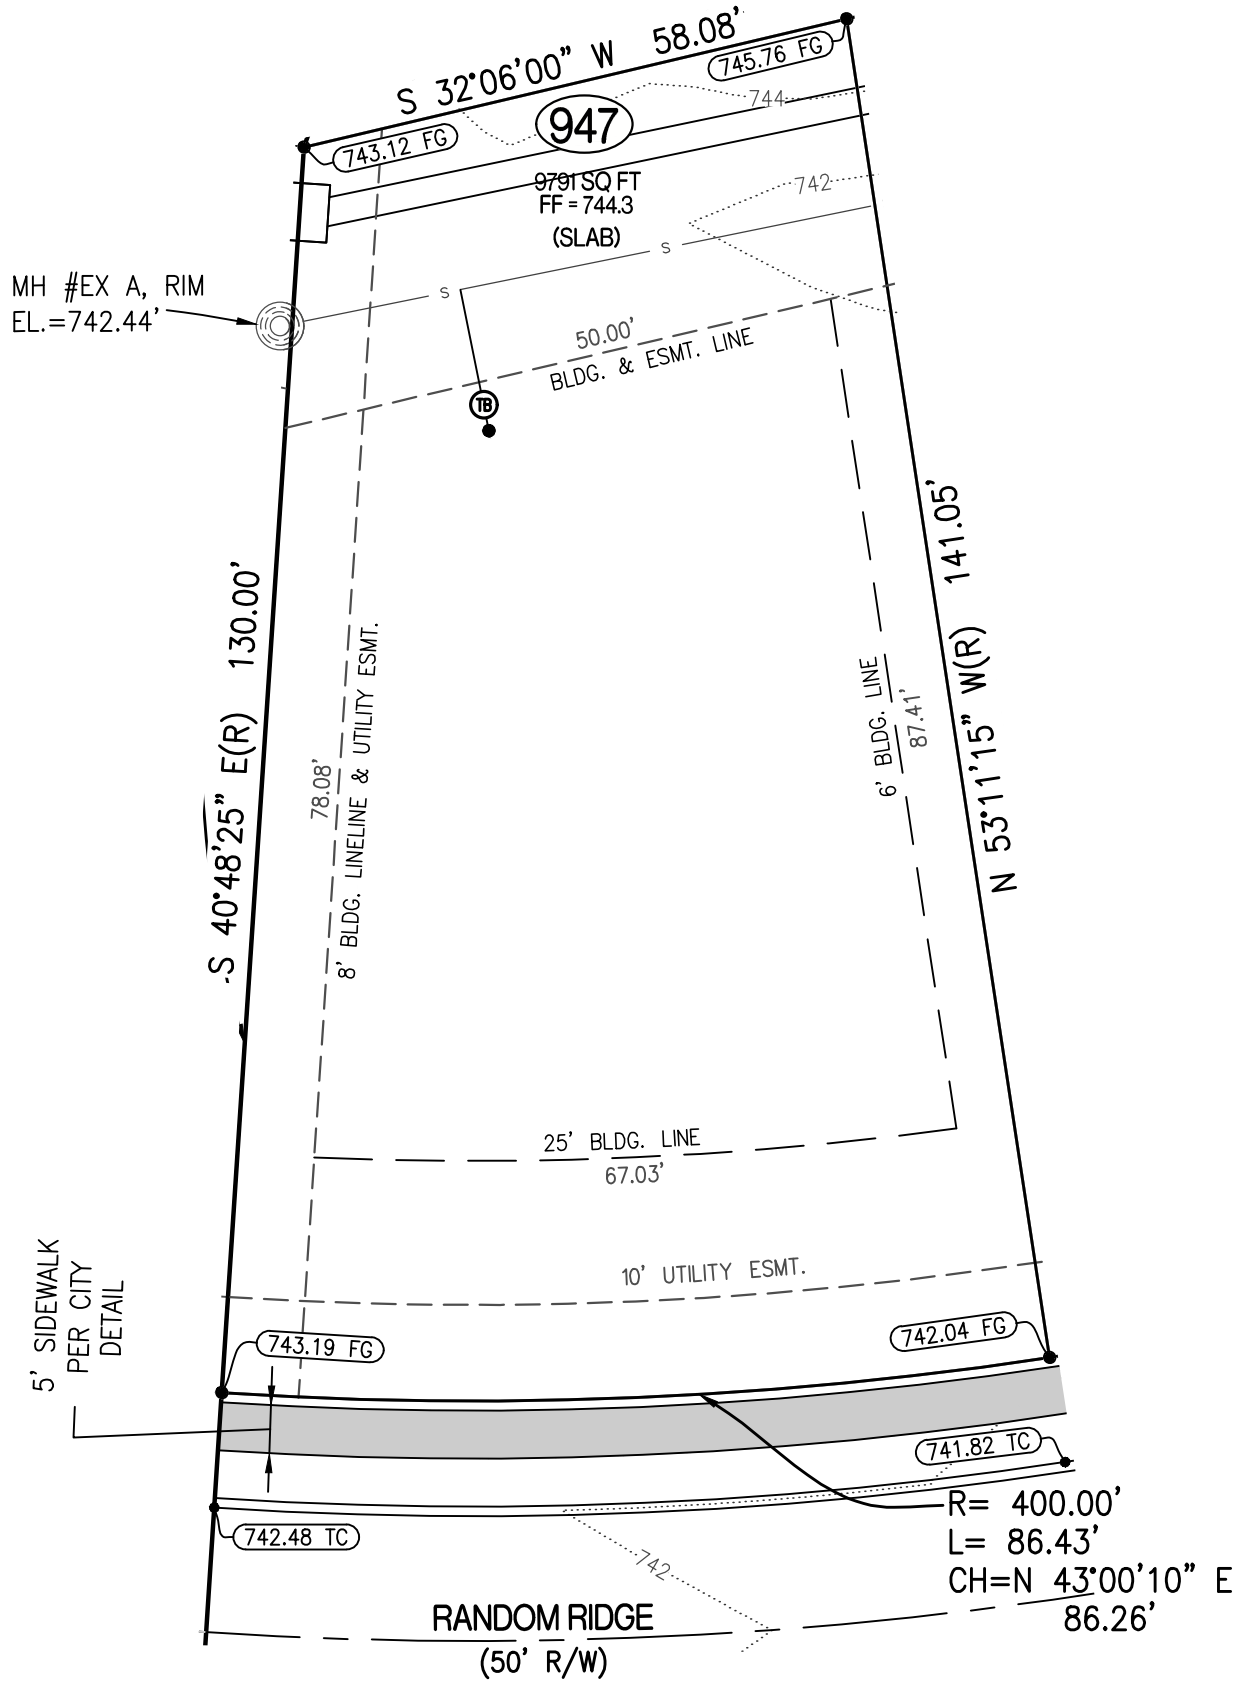 S 32°06'00" W 58.08'
745.76 FG
744
947
743.12 FG
9791 SQ FT
FF = 744.3
(SLAB)
742
S
S
MH #EX A, RIM
EL.=742.44'
50.00'
BLDG. & ESMT. LINE
TB
S 40°48'25" E(R) 130.00'
78.08'
8' BLDG. LINELINE & UTILITY ESMT.
6' BLDG. LINE
87.41'
N 53°11'15" W(R) 141.05'
25' BLDG. LINE
67.03'
10' UTILITY ESMT.
5' SIDEWALK
PER CITY
DETAIL
743.19 FG
742.04 FG
741.82 TC
742.48 TC
R= 400.00'
L= 86.43'
CH=N 43°00'10" E
86.26'
742
RANDOM RIDGE
(50' R/W)